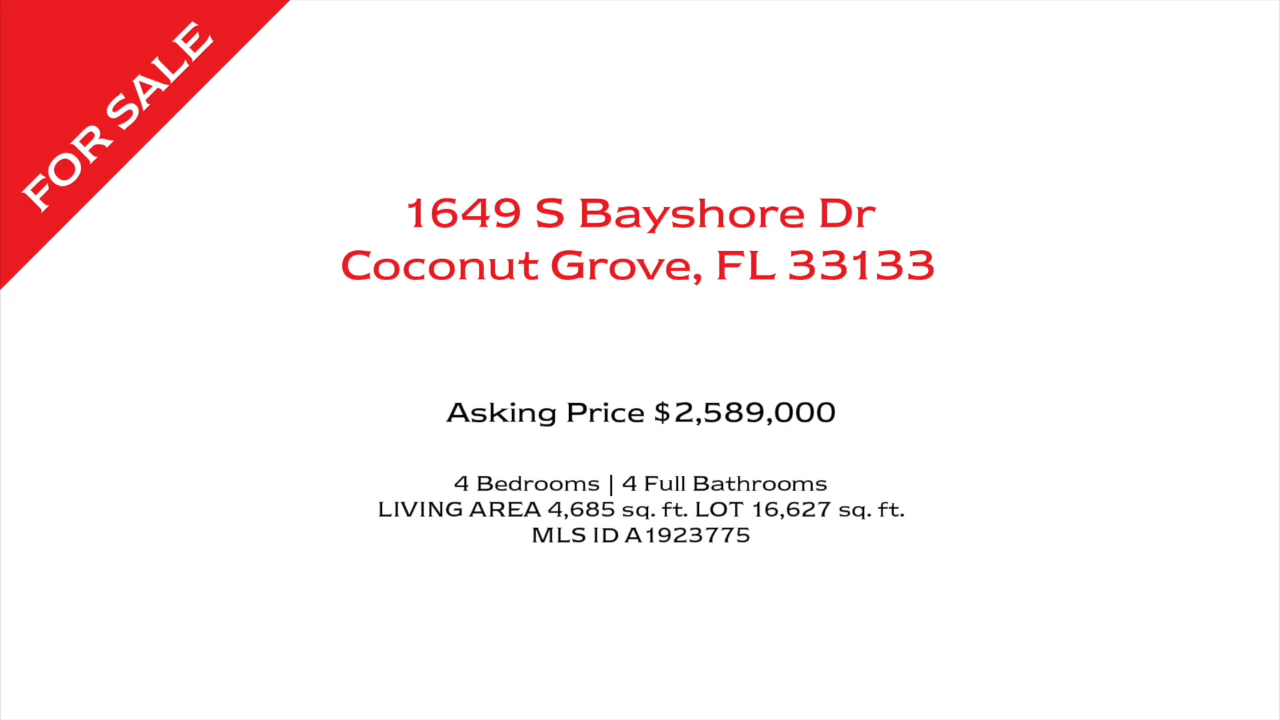 FOR SALE
1649 S Bayshore Dr
Coconut Grove, FL 33133
Asking Price $2,589,000
4 Bedrooms | 4 Full Bathrooms
LIVING AREA 4,685 sq. ft. LOT 16,627 sq. ft.
MLS ID A1923775